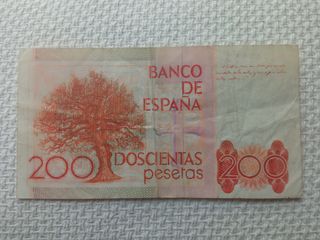 BANCO
DE
ESPAÑA
200
DOSCIENTAS
pesetas
200